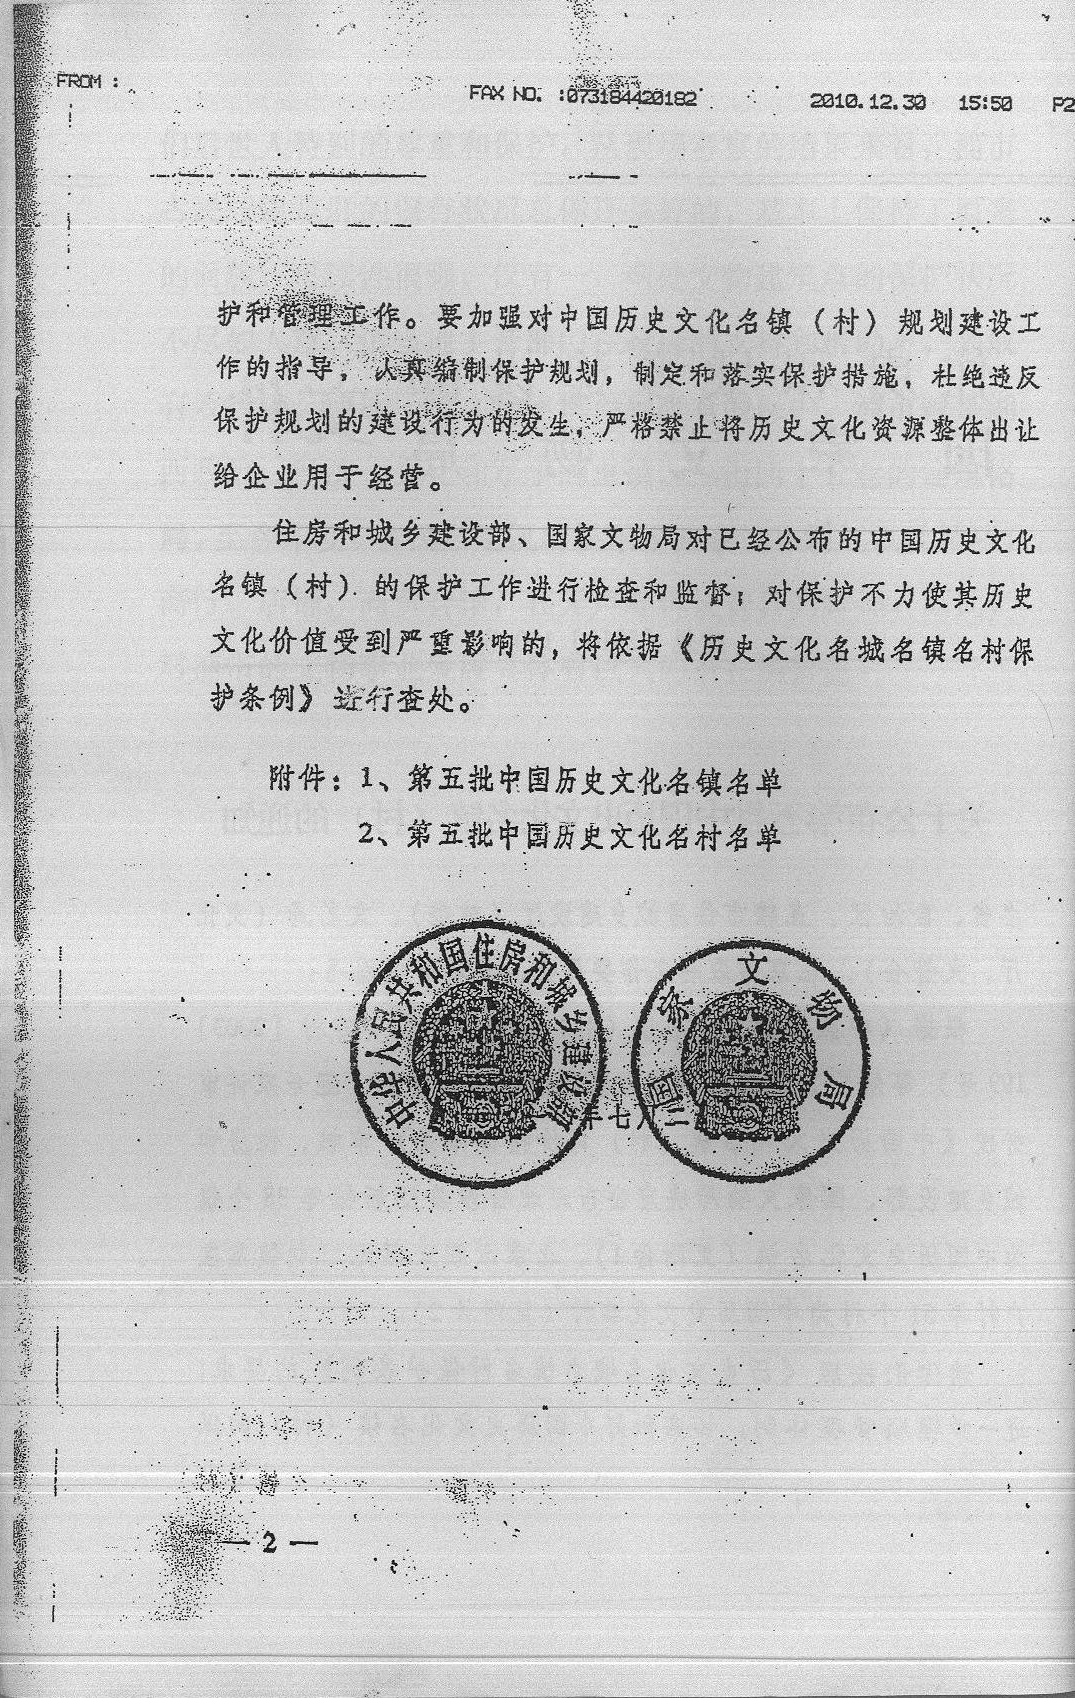 FROM :
FAX NO. :073184420182
2010.12.30 15:50 P2
护和管理工作。要加强对中国历史文化名镇（村）规划建设工
作的指导，认真编制保护规划，制定和落实保护措施，杜绝违反
保护规划的建设行为的发生，严格禁止将历史文化资源整体出让
给企业用于经营。
住房和城乡建设部、国家文物局对已经公布的中国历史文化
名镇（村）的保护工作进行检查和监督；对保护不力使其历史
文化价值受到严重影响的，将依据《历史文化名城名镇名村保
护条例》进行查处。
附件：1、第五批中国历史文化名镇名单
2、第五批中国历史文化名村名单
中华人民共和国住房和城乡建设部
国家文物局
年七月二
— 2 —